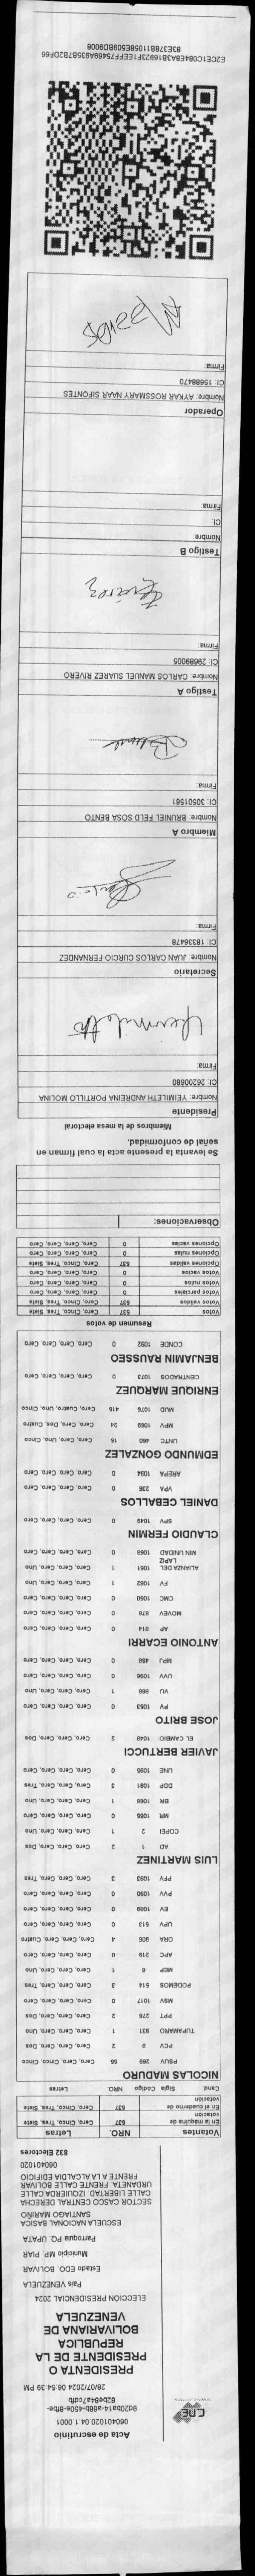 CNE
Acta de escrutinio
060401020.04.1.0001
9d20ba14-a68b-450e-8fbe-
82be84a7cdfb
28/07/2024 06:54:39 PM
PRESIDENTA O
PRESIDENTE DE LA
REPUBLICA
BOLIVARIANA DE
VENEZUELA
ELECCIÓN PRESIDENCIAL 2024
País VENEZUELA
Estado EDO. BOLIVAR
Municipio MP. PIAR
Parroquia PQ. UPATA
ESCUELA NACIONAL BASICA
SANTIAGO MARIÑO
SECTOR CASCO CENTRAL DERECHA
CALLE LIBERTAD. IZQUIERDA CALLE
URDANETA. FRENTE CALLE BOLIVAR
FRENTE A LA ALCALDIA EDIFICIO
060401020
832 Electores
Votantes NRO. Letras
En la maquina de votación 537 Cero, Cinco, Tres, Siete
En el cuaderno de votación 537 Cero, Cinco, Tres, Siete
Cand. Sigla Código NRO. Letras
NICOLAS MADURO
PSUV 269 55 Cero, Cero, Cinco, Cinco
PCV 9 2 Cero, Cero, Cero, Dos
TUPAMARO 931 1 Cero, Cero, Cero, Uno
PPT 276 2 Cero, Cero, Cero, Dos
MSV 1017 0 Cero, Cero, Cero, Cero
PODEMOS 514 3 Cero, Cero, Cero, Tres
MEP 6 1 Cero, Cero, Cero, Uno
APC 219 0 Cero, Cero, Cero, Cero
ORA 906 4 Cero, Cero, Cero, Cuatro
UPV 513 0 Cero, Cero, Cero, Cero
EV 1089 0 Cero, Cero, Cero, Cero
PVV 1090 0 Cero, Cero, Cero, Cero
PFV 1093 3 Cero, Cero, Cero, Tres
LUIS MARTINEZ
AD 1 2 Cero, Cero, Cero, Dos
COPEI 2 1 Cero, Cero, Cero, Uno
MR 1065 0 Cero, Cero, Cero, Cero
BR 1066 1 Cero, Cero, Cero, Uno
DDP 1091 3 Cero, Cero, Cero, Tres
UNE 1095 0 Cero, Cero, Cero, Cero
JAVIER BERTUCCI
EL CAMBIO 1048 2 Cero, Cero, Cero, Dos
JOSE BRITO
PV 1053 0 Cero, Cero, Cero, Cero
VU 868 1 Cero, Cero, Cero, Uno
UVV 1096 0 Cero, Cero, Cero, Cero
MPJ 458 0 Cero, Cero, Cero, Cero
ANTONIO ECARRI
AP 614 0 Cero, Cero, Cero, Cero
MOVEV 678 0 Cero, Cero, Cero, Cero
CMC 1050 0 Cero, Cero, Cero, Cero
FV 1062 1 Cero, Cero, Cero, Uno
ALIANZA DEL LAPIZ 1061 1 Cero, Cero, Cero, Uno
MIN UNIDAD 1068 0 Cero, Cero, Cero, Cero
CLAUDIO FERMIN
SPV 1049 0 Cero, Cero, Cero, Cero
DANIEL CEBALLOS
VPA 236 0 Cero, Cero, Cero, Cero
AREPA 1094 0 Cero, Cero, Cero, Cero
EDMUNDO GONZALEZ
UNTC 460 15 Cero, Cero, Uno, Cinco
MPV 1069 24 Cero, Cero, Dos, Cuatro
MUD 1075 415 Cero, Cuatro, Uno, Cinco
ENRIQUE MARQUEZ
CENTRADOS 1073 0 Cero, Cero, Cero, Cero
BENJAMIN RAUSSEO
CONDE 1092 0 Cero, Cero, Cero, Cero
Resumen de votos
Votos 537 Cero, Cinco, Tres, Siete
Votos validos 537 Cero, Cinco, Tres, Siete
Votos parciales 0 Cero, Cero, Cero, Cero
Votos nulos 0 Cero, Cero, Cero, Cero
Votos vacíos 0 Cero, Cero, Cero, Cero
Opciones validas 537 Cero, Cinco, Tres, Siete
Opciones nulas 0 Cero, Cero, Cero, Cero
Opciones vacías 0 Cero, Cero, Cero, Cero
Observaciones:
Se levanta la presente acta la cual firman en
señal de conformidad.
Miembros de la mesa electoral
Presidente
Nombre: YEIMILETH ANDREINA PORTILLO MOLINA
CI: 26200680
Firma:
Yeimileth
Secretario
Nombre: JUAN CARLOS CURCIO FERNANDEZ
CI: 18336478
Firma:
Miembro A
Nombre: BRUNIEL FELD SOSA BENTO
CI: 30501561
Firma:
Testigo A
Nombre: CARLOS MANUEL SUAREZ RIVERO
CI: 29689005
Firma:
Testigo B
Nombre:
CI:
Firma:
Operador
Nombre: AYKAR ROSSMARY NAAR SIFONTES
CI: 15688470
Firma:
E2CE1C084E8A3B16923F1EEFF75469A935B7B2DF66
83E378B11058E509BD9008